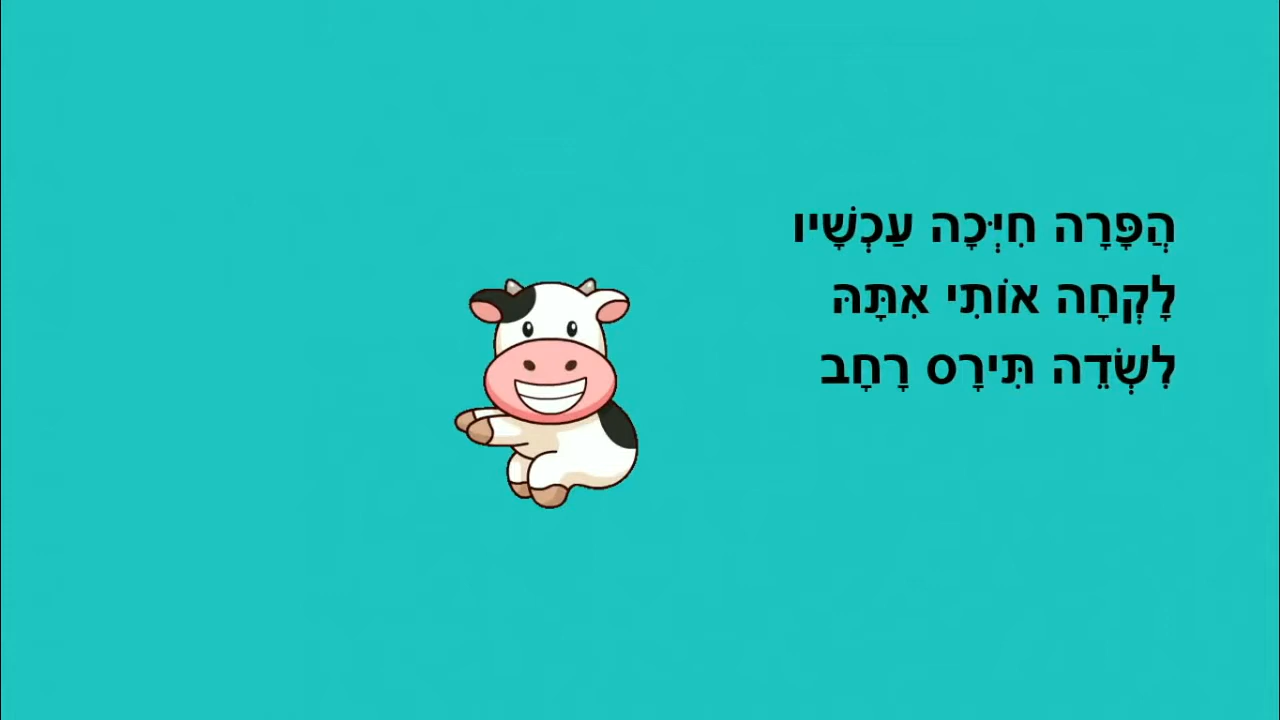 הֲפָּרָה חִיְּכָה עַכְשָׁיו
לָקְחָה אוֹתִי אִתָּהּ
לִשְׂדֵה תִּירָס רָחָב